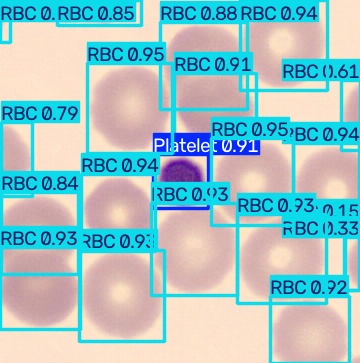 RBC 0.
RBC 0.85
RBC 0.88
RBC 0.94
RBC 0.95
RBC 0.91
RBC 0.61
RBC 0.79
RBC 0.95
RBC 0.94
Platelet 0.91
RBC 0.94
RBC 0.84
RBC 0.93
RBC 0.93
0.15
RBC 0.93
RBC 0.93
RBC 0.33
RBC 0.92